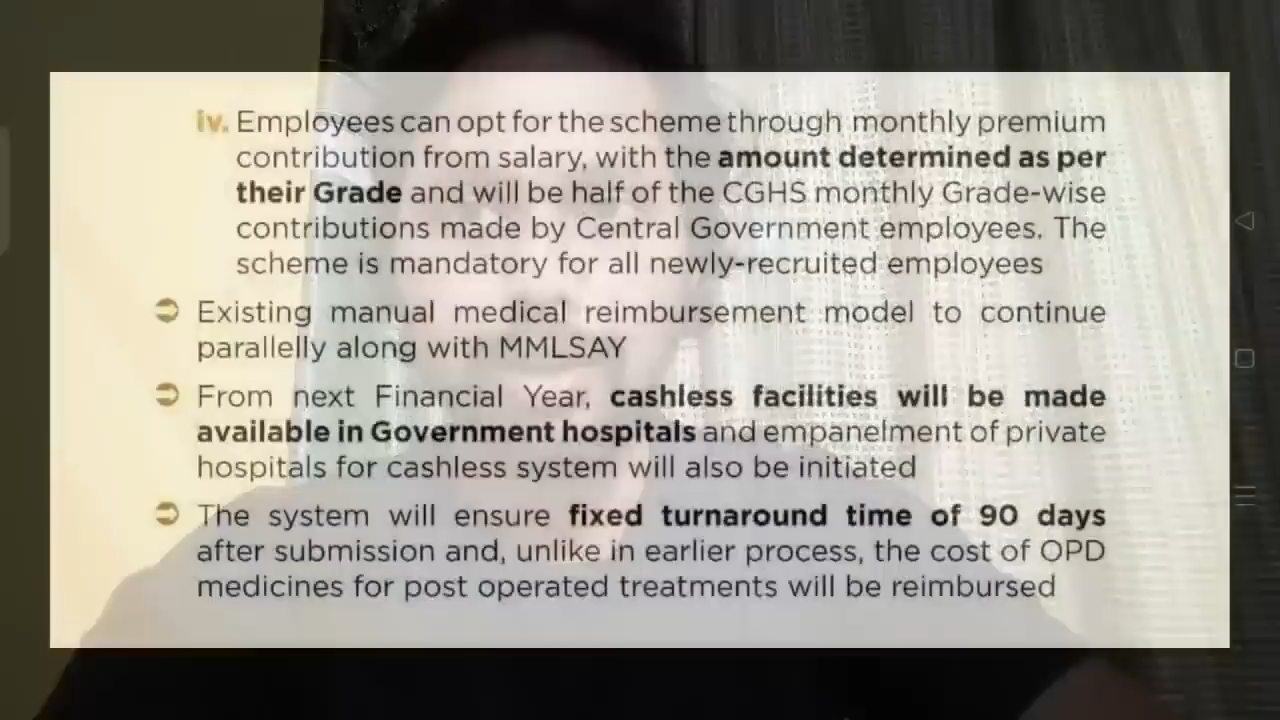 iv. Employees can opt for the scheme through monthly premium
contribution from salary, with the amount determined as per
their Grade and will be half of the CGHS monthly Grade-wise
contributions made by Central Government employees. The
scheme is mandatory for all newly-recruited employees
➲ Existing manual medical reimbursement model to continue
parallelly along with MMLSAY
➲ From next Financial Year, cashless facilities will be made
available in Government hospitals and empanelment of private
hospitals for cashless system will also be initiated
➲ The system will ensure fixed turnaround time of 90 days
after submission and, unlike in earlier process, the cost of OPD
medicines for post operated treatments will be reimbursed